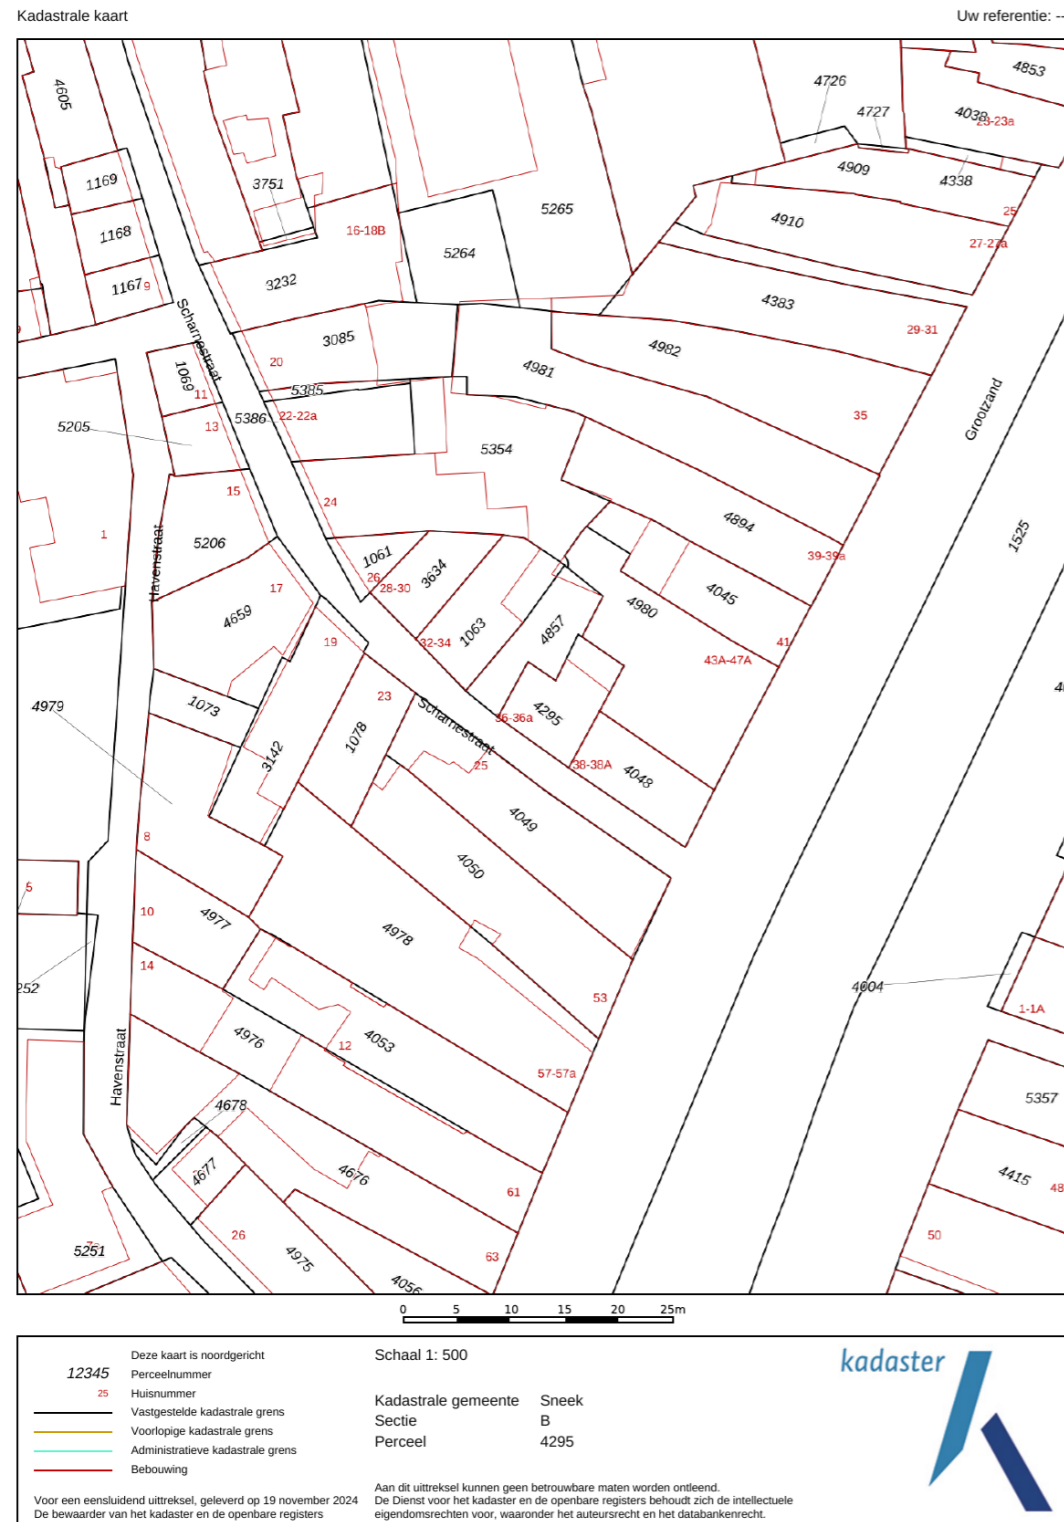 Kadastrale kaart
Uw referentie: --
4605
1169
1168
1167
9
3751
16-18B
3232
5264
5265
4726
4727
4853
4038
23-23a
4909
4338
4910
25
27-27a
4383
29-31
Scharnestraat
3085
20
5385
4981
4982
35
Grootzand
1069
11
13
5205
5386
22-22a
5354
15
24
4894
39-39a
1525
1
Havenstraat
5206
1061
26
28-30
3634
4045
17
4659
19
32-34
1063
4857
4980
41
43A-47A
4979
1073
23
1078
3142
Scharnestraat
36-36a
4295
25
38-38A
4048
4049
8
4050
5
10
4977
4978
14
252
4004
53
1-1A
Havenstraat
4976
12
4053
57-57a
5357
4678
4677
4676
61
4415
48
26
50
5251
4975
63
4056
0 5 10 15 20 25m
Deze kaart is noordgericht
12345 Perceelnummer
25 Huisnummer
Vastgestelde kadastrale grens
Voorlopige kadastrale grens
Administratieve kadastrale grens
Bebouwing
Voor een eensluidend uittreksel, geleverd op 19 november 2024
De bewaarder van het kadaster en de openbare registers
Schaal 1: 500
Kadastrale gemeente Sneek
Sectie B
Perceel 4295
Aan dit uittreksel kunnen geen betrouwbare maten worden ontleend.
De Dienst voor het kadaster en de openbare registers behoudt zich de intellectuele
eigendomsrechten voor, waaronder het auteursrecht en het databankenrecht.
kadaster